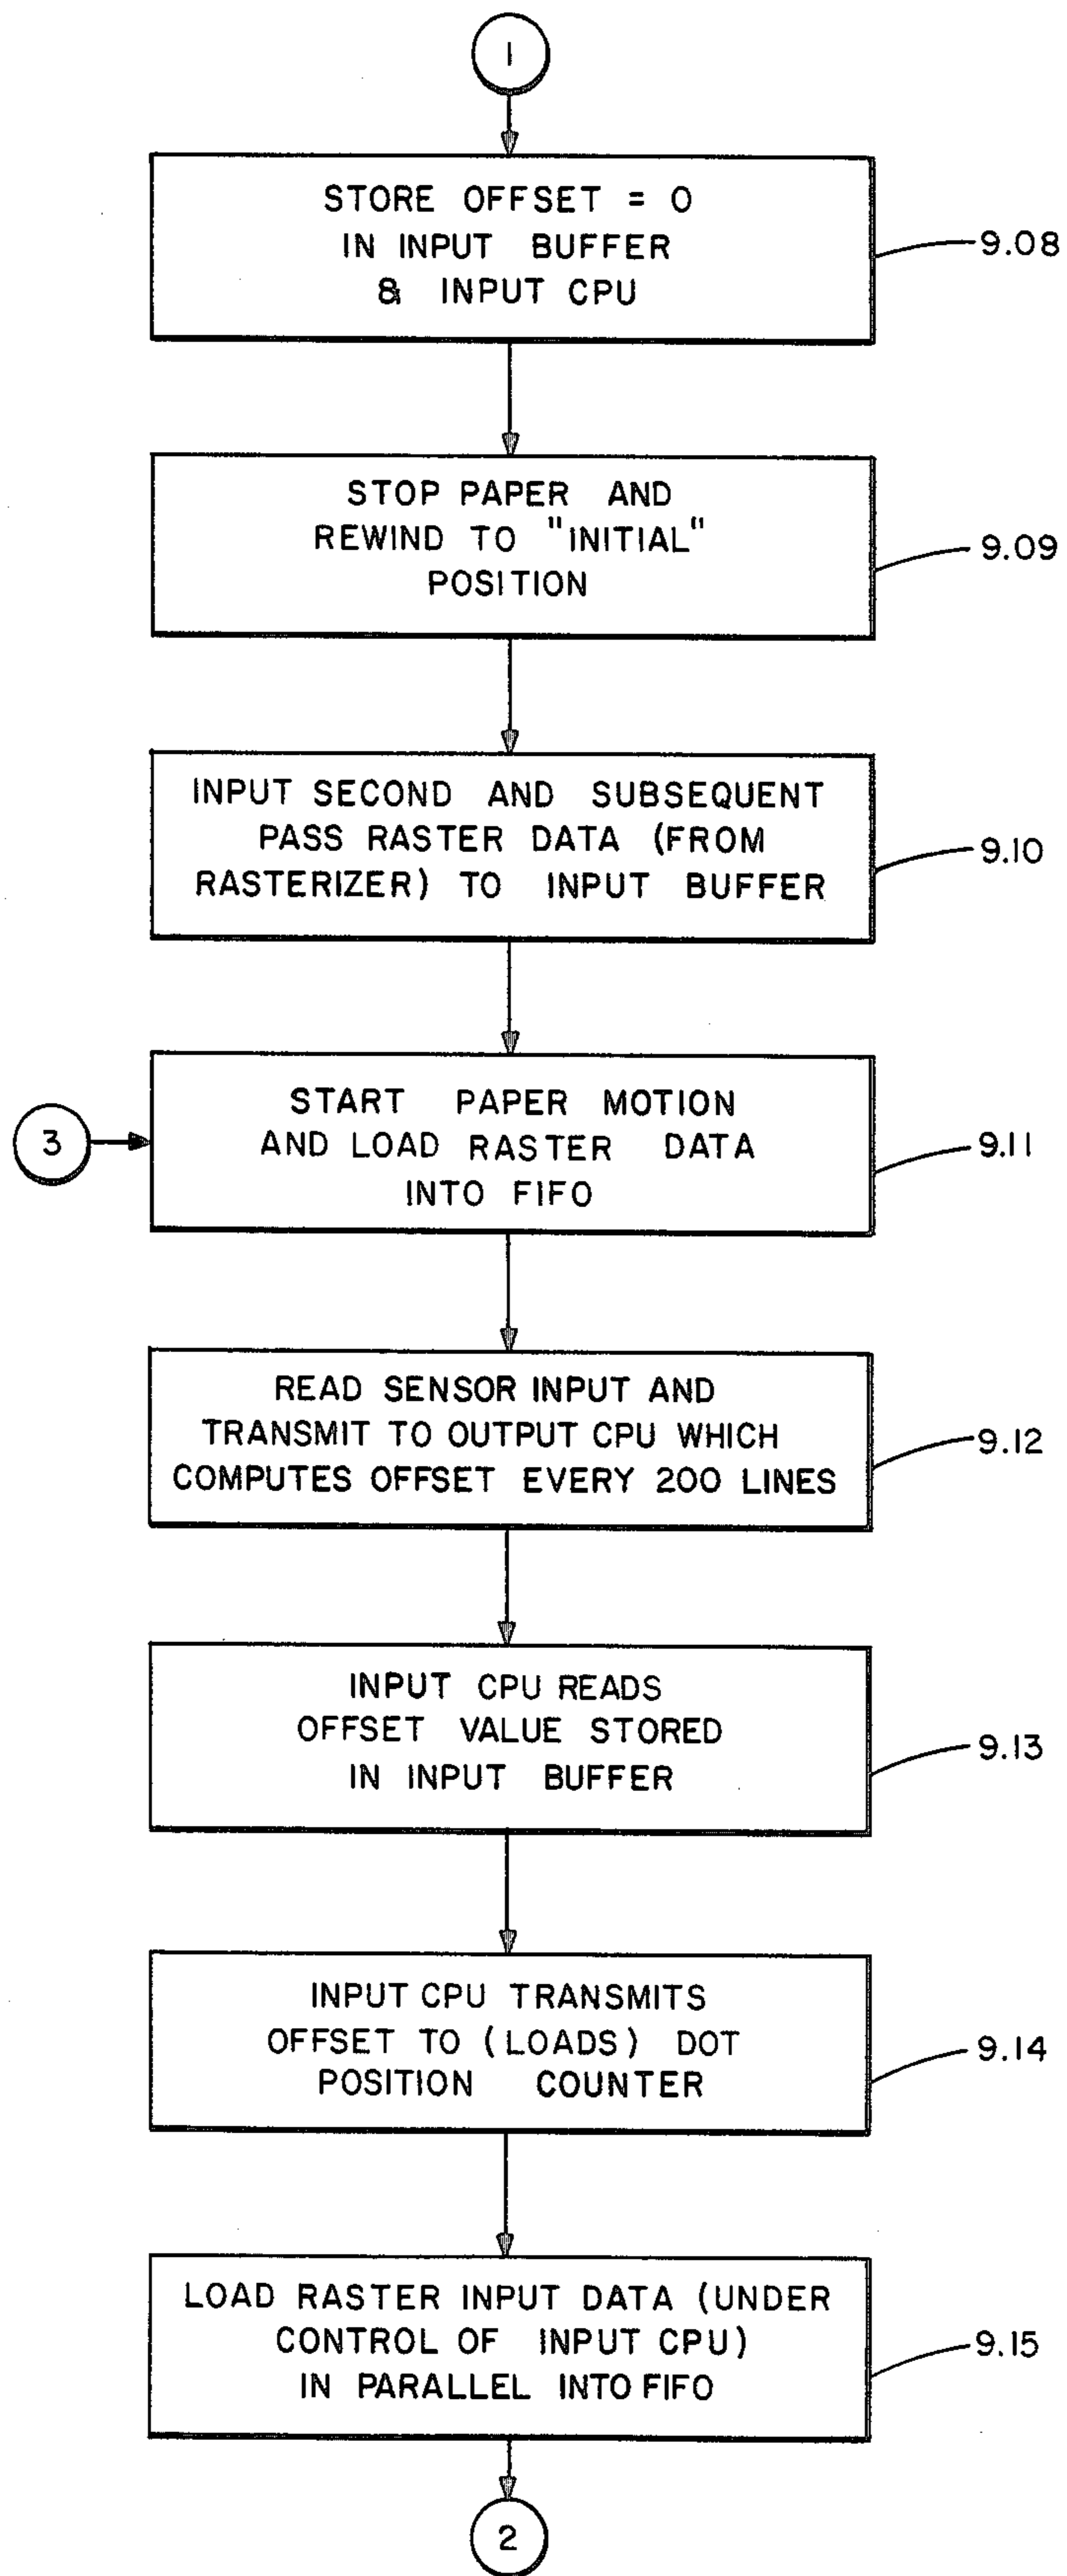 1
STORE OFFSET = 0
IN INPUT BUFFER
& INPUT CPU
9.08
STOP PAPER AND
REWIND TO "INITIAL"
POSITION
9.09
INPUT SECOND AND SUBSEQUENT
PASS RASTER DATA (FROM
RASTERIZER) TO INPUT BUFFER
9.10
3
START PAPER MOTION
AND LOAD RASTER DATA
INTO FIFO
9.11
READ SENSOR INPUT AND
TRANSMIT TO OUTPUT CPU WHICH
COMPUTES OFFSET EVERY 200 LINES
9.12
INPUT CPU READS
OFFSET VALUE STORED
IN INPUT BUFFER
9.13
INPUT CPU TRANSMITS
OFFSET TO (LOADS) DOT
POSITION COUNTER
9.14
LOAD RASTER INPUT DATA (UNDER
CONTROL OF INPUT CPU)
IN PARALLEL INTO FIFO
9.15
2